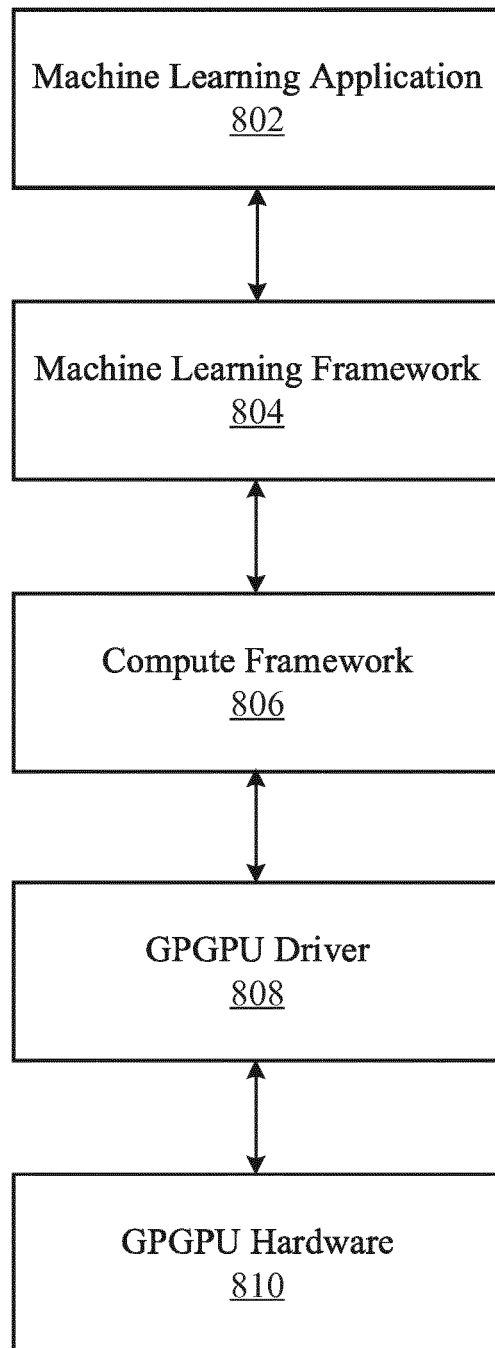 Machine Learning Application
802
Machine Learning Framework
804
Compute Framework
806
GPGPU Driver
808
GPGPU Hardware
810